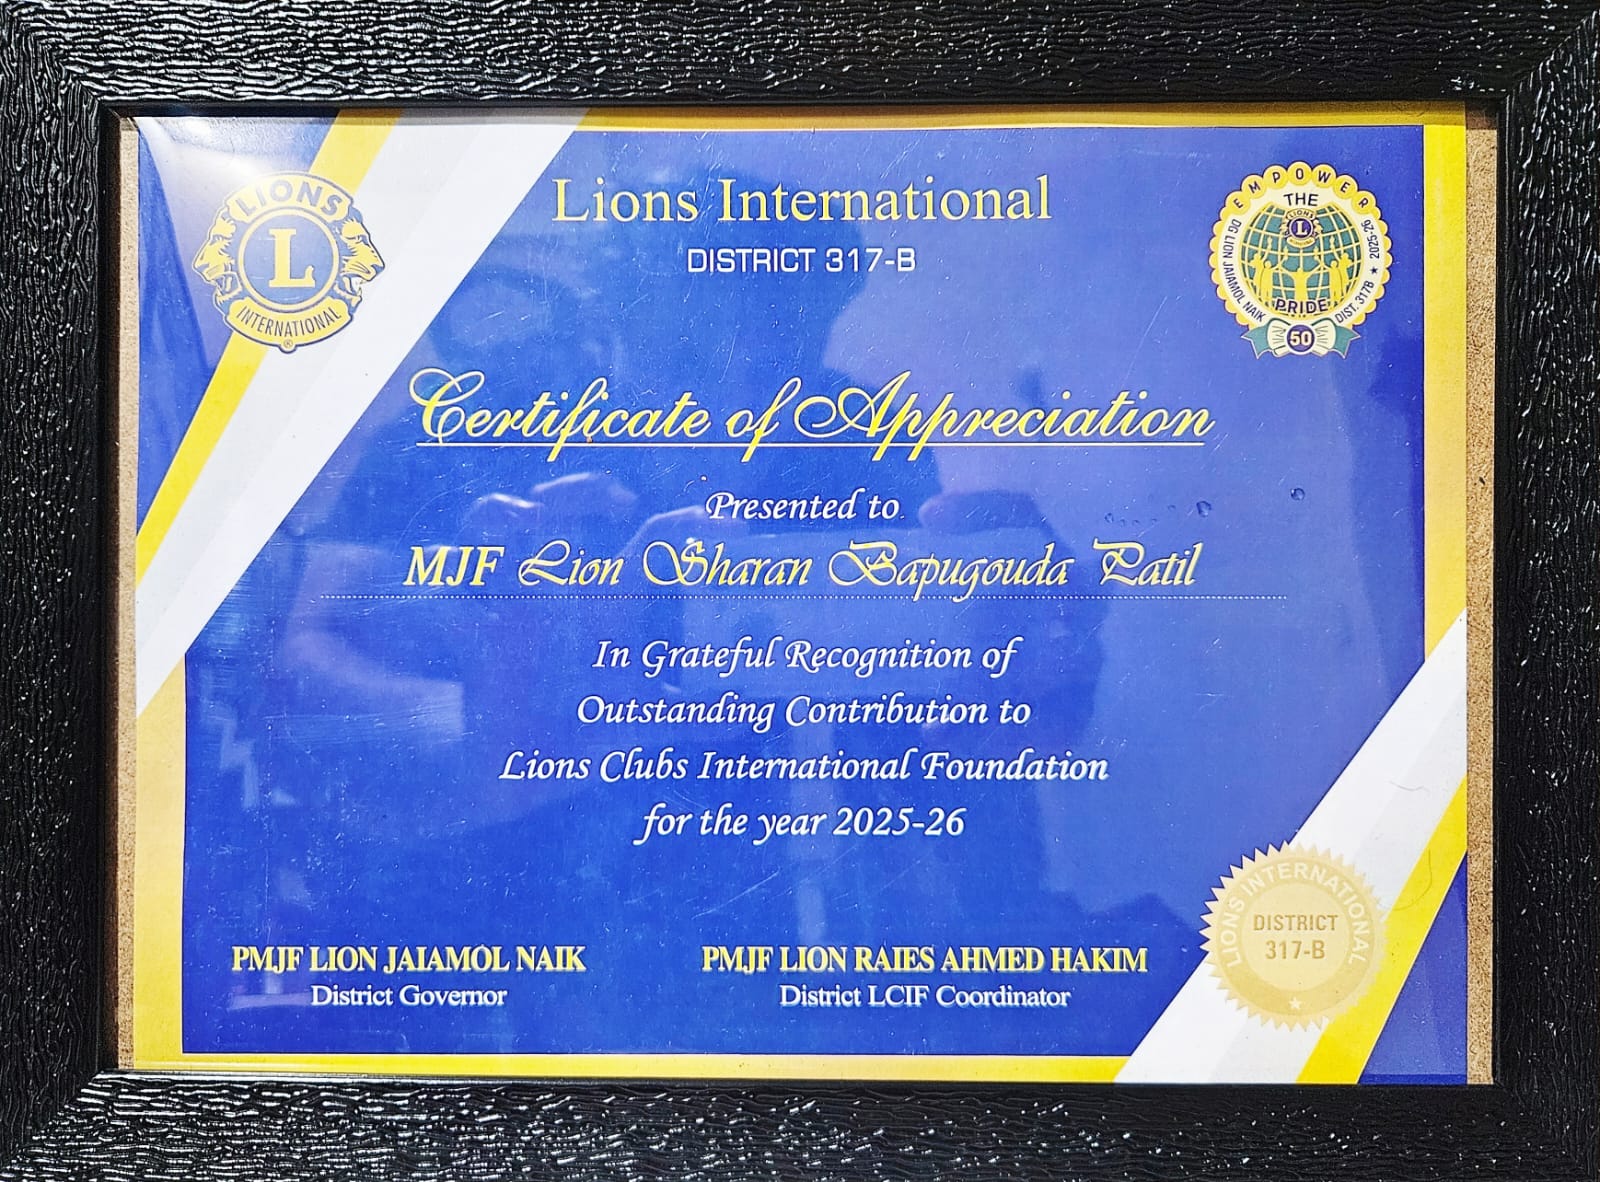 LIONS
L
INTERNATIONAL
®
Lions International
DISTRICT 317-B
EMPOWER
THE
LIONS
L
PRIDE
DG LION JAIAMOL NAIK
DIST. 317B ★ 2025-26
50
Certificate of Appreciation
Presented to
MJF Lion Sharan Bapugouda Patil
In Grateful Recognition of
Outstanding Contribution to
Lions Clubs International Foundation
for the year 2025-26
PMJF LION JAIAMOL NAIK
District Governor
PMJF LION RAIES AHMED HAKIM
District LCIF Coordinator
LIONS INTERNATIONAL
DISTRICT
317-B